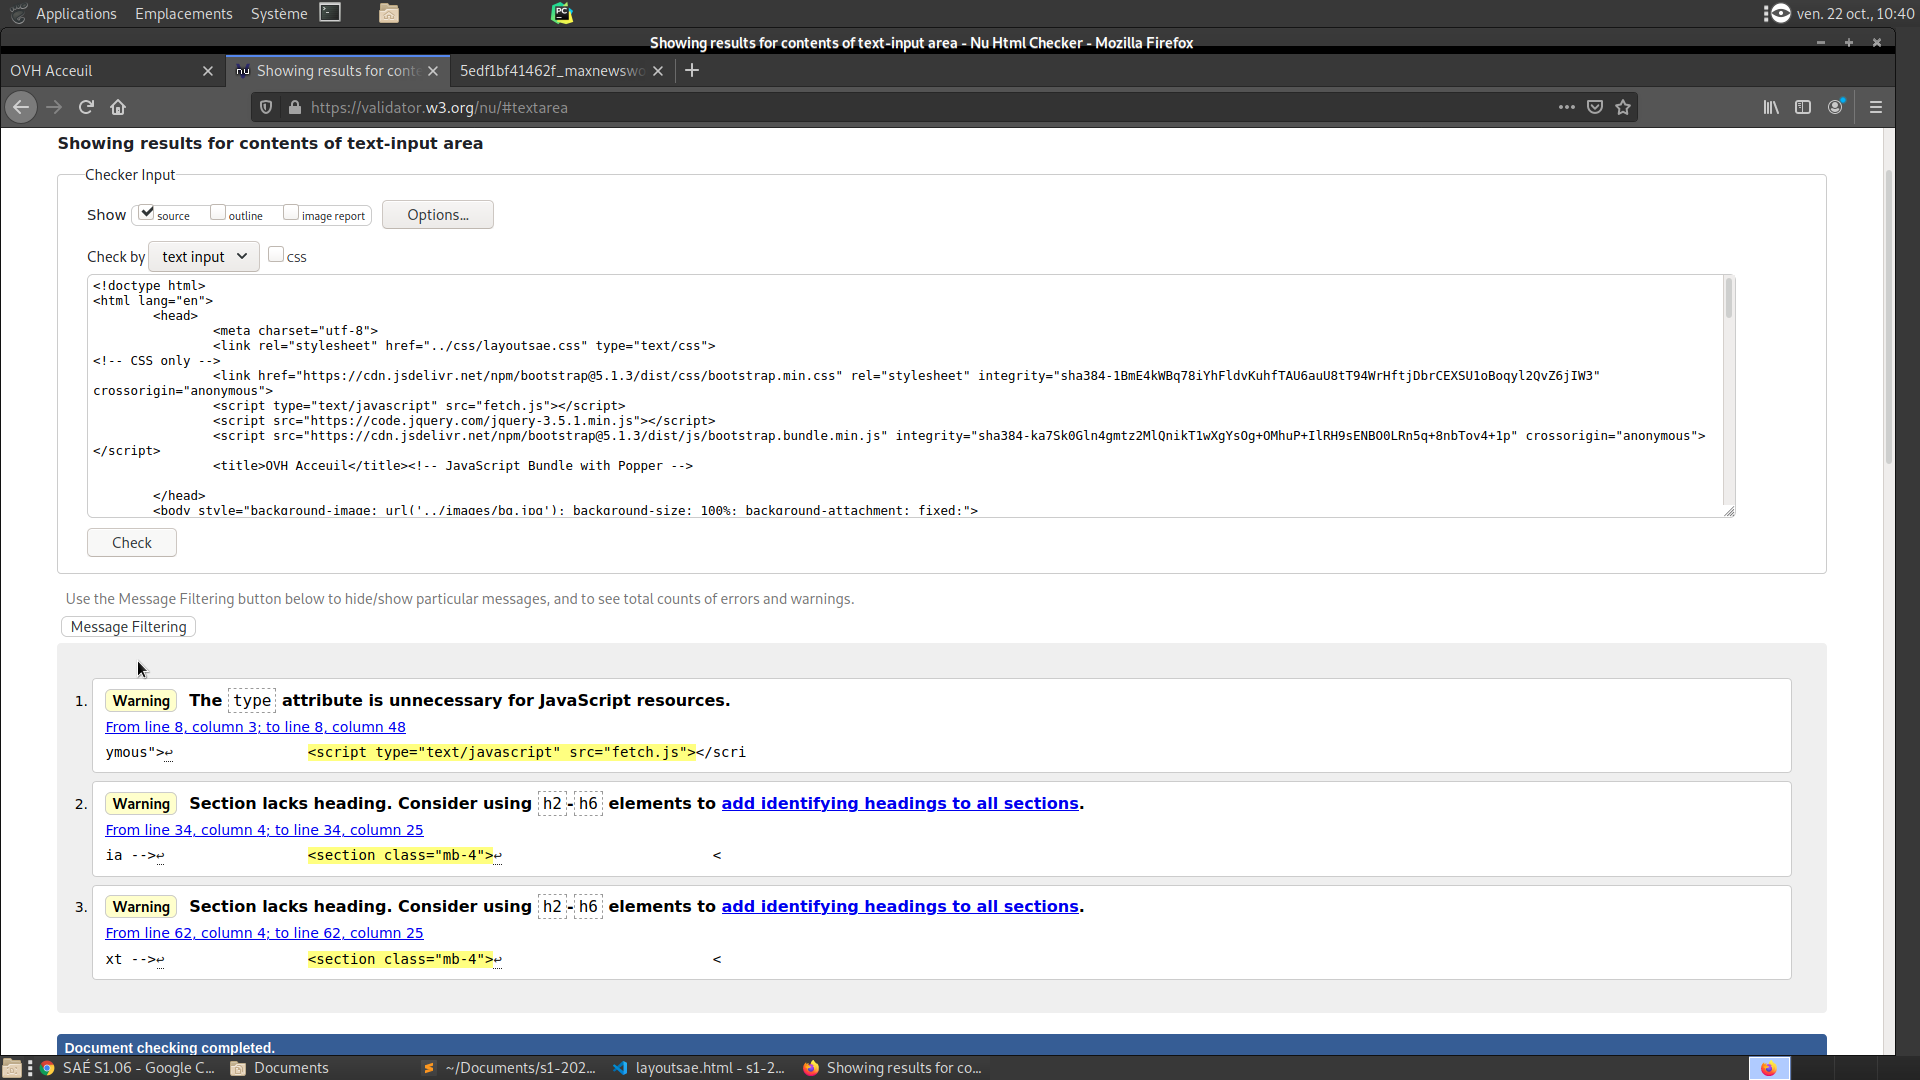 Applications Emplacements Système ven. 22 oct., 10:40
Showing results for contents of text-input area - Nu Html Checker - Mozilla Firefox
OVH Acceuil Showing results for conte 5edf1bf41462f_maxnewswo
https://validator.w3.org/nu/#textarea
Showing results for contents of text-input area
Checker Input
Show source outline image report Options...
Check by text input css
<!doctype html>
<html lang="en">
<head>
<meta charset="utf-8">
<link rel="stylesheet" href="../css/layoutsae.css" type="text/css">
<!-- CSS only -->
<link href="https://cdn.jsdelivr.net/npm/bootstrap@5.1.3/dist/css/bootstrap.min.css" rel="stylesheet" integrity="sha384-1BmE4kWBq78iYhFldvKuhfTAU6auU8tT94WrHftjDbrCEXSU1oBoqyl2QvZ6jIW3"
crossorigin="anonymous">
<script type="text/javascript" src="fetch.js"></script>
<script src="https://code.jquery.com/jquery-3.5.1.min.js"></script>
<script src="https://cdn.jsdelivr.net/npm/bootstrap@5.1.3/dist/js/bootstrap.bundle.min.js" integrity="sha384-ka7Sk0Gln4gmtz2MlQnikT1wXgYsOg+OMhuP+IlRH9sENBO0LRn5q+8nbTov4+1p" crossorigin="anonymous">
</script>
<title>OVH Acceuil</title><!-- JavaScript Bundle with Popper -->
</head>
<body style="background-image: url('../images/bg.jpg'); background-size: 100%; background-attachment: fixed;">
Check
Use the Message Filtering button below to hide/show particular messages, and to see total counts of errors and warnings.
Message Filtering
1. Warning The type attribute is unnecessary for JavaScript resources.
From line 8, column 3; to line 8, column 48
ymous">↩ <script type="text/javascript" src="fetch.js"></scri
2. Warning Section lacks heading. Consider using h2-h6 elements to add identifying headings to all sections.
From line 34, column 4; to line 34, column 25
ia -->↩ <section class="mb-4">↩ <
3. Warning Section lacks heading. Consider using h2-h6 elements to add identifying headings to all sections.
From line 62, column 4; to line 62, column 25
xt -->↩ <section class="mb-4">↩ <
Document checking completed.
SAÉ S1.06 - Google C... Documents ~/Documents/s1-202... layoutsae.html - s1-2... Showing results for co...